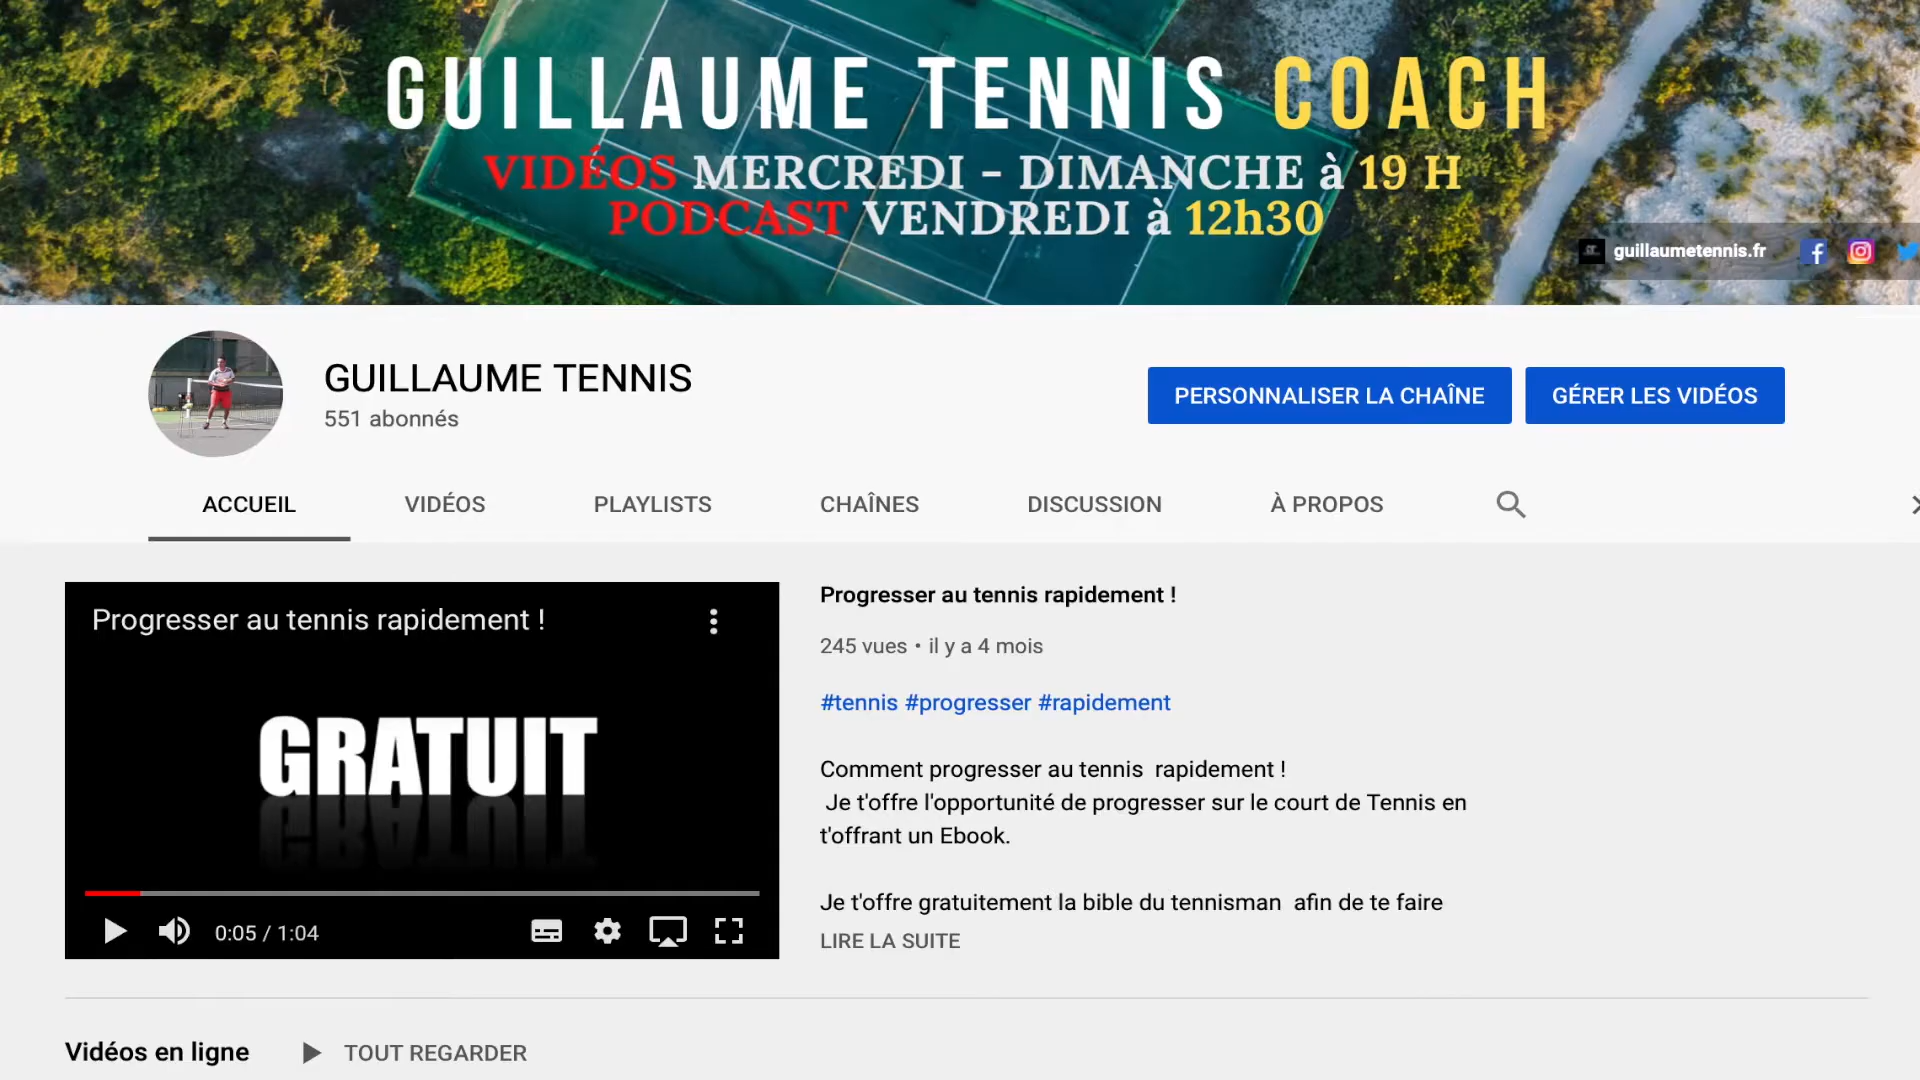 GUILLAUME TENNIS COACH
VIDÉOS MERCREDI - DIMANCHE à 19 H
PODCAST VENDREDI à 12h30
guillaumetennis.fr
GUILLAUME TENNIS
551 abonnés
PERSONNALISER LA CHAÎNE
GÉRER LES VIDÉOS
ACCUEIL
VIDÉOS
PLAYLISTS
CHAÎNES
DISCUSSION
À PROPOS
Progresser au tennis rapidement !
GRATUIT
0:05 / 1:04
Progresser au tennis rapidement !
245 vues • il y a 4 mois
#tennis #progresser #rapidement
Comment progresser au tennis  rapidement !
Je t'offre l'opportunité de progresser sur le court de Tennis en
t'offrant un Ebook.
Je t'offre gratuitement la bible du tennisman  afin de te faire
LIRE LA SUITE
Vidéos en ligne
TOUT REGARDER